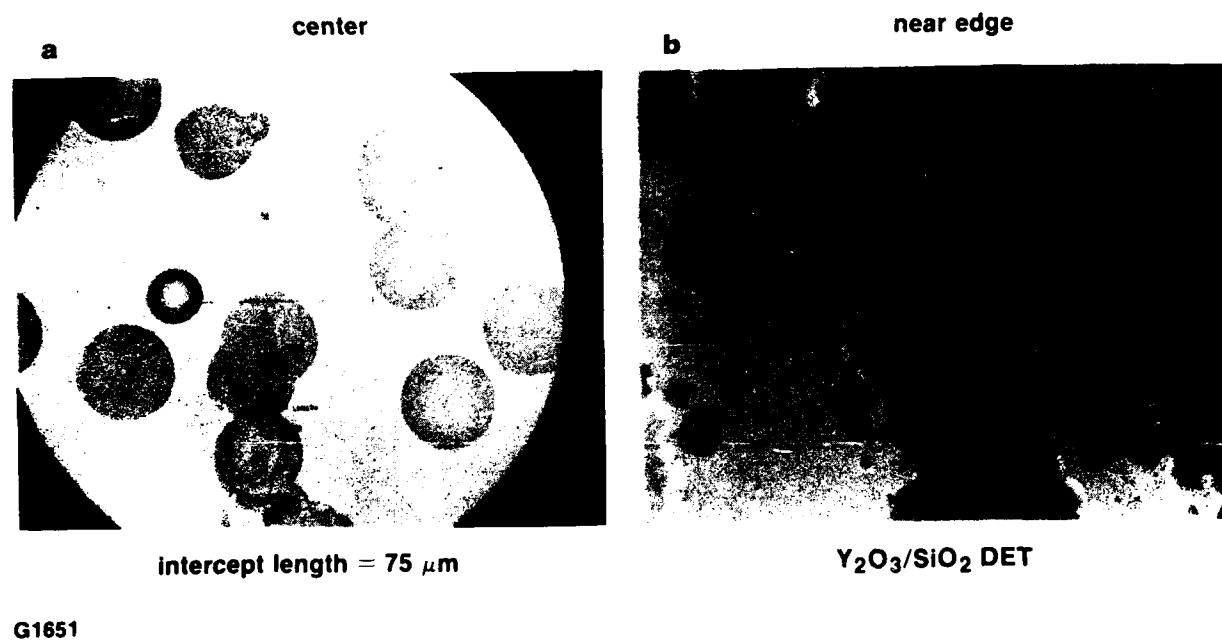 center
a
near edge
b
intercept length = 75 μm
Y₂O₃/SiO₂ DET
G1651